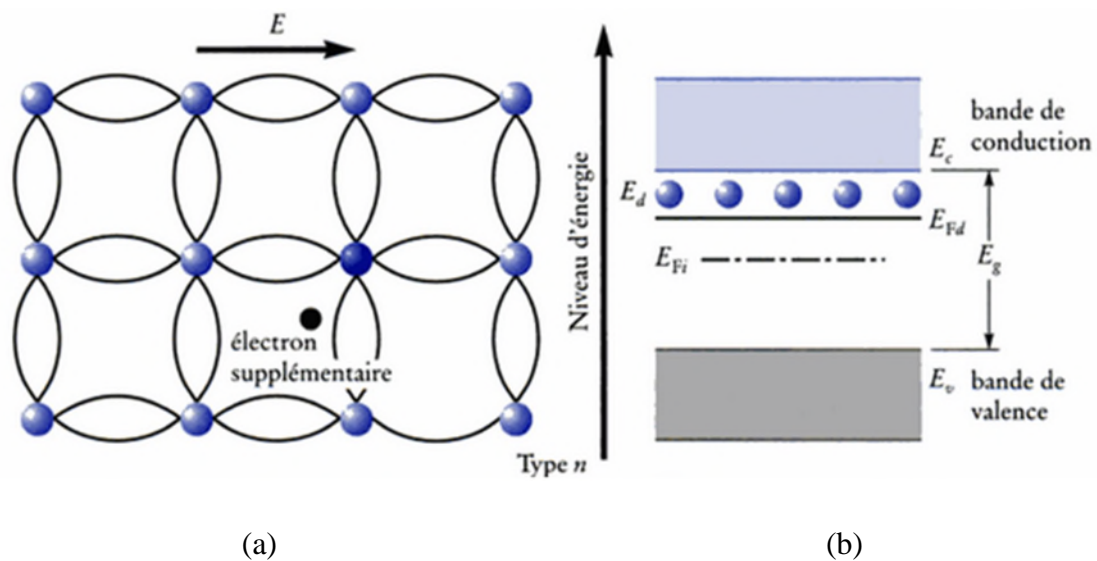 E
électron
supplémentaire
Type n
(a)
Niveau d'énergie
bande de
conduction
E_c
E_d
E_Fd
E_Fi
E_g
E_v
bande de
valence
(b)